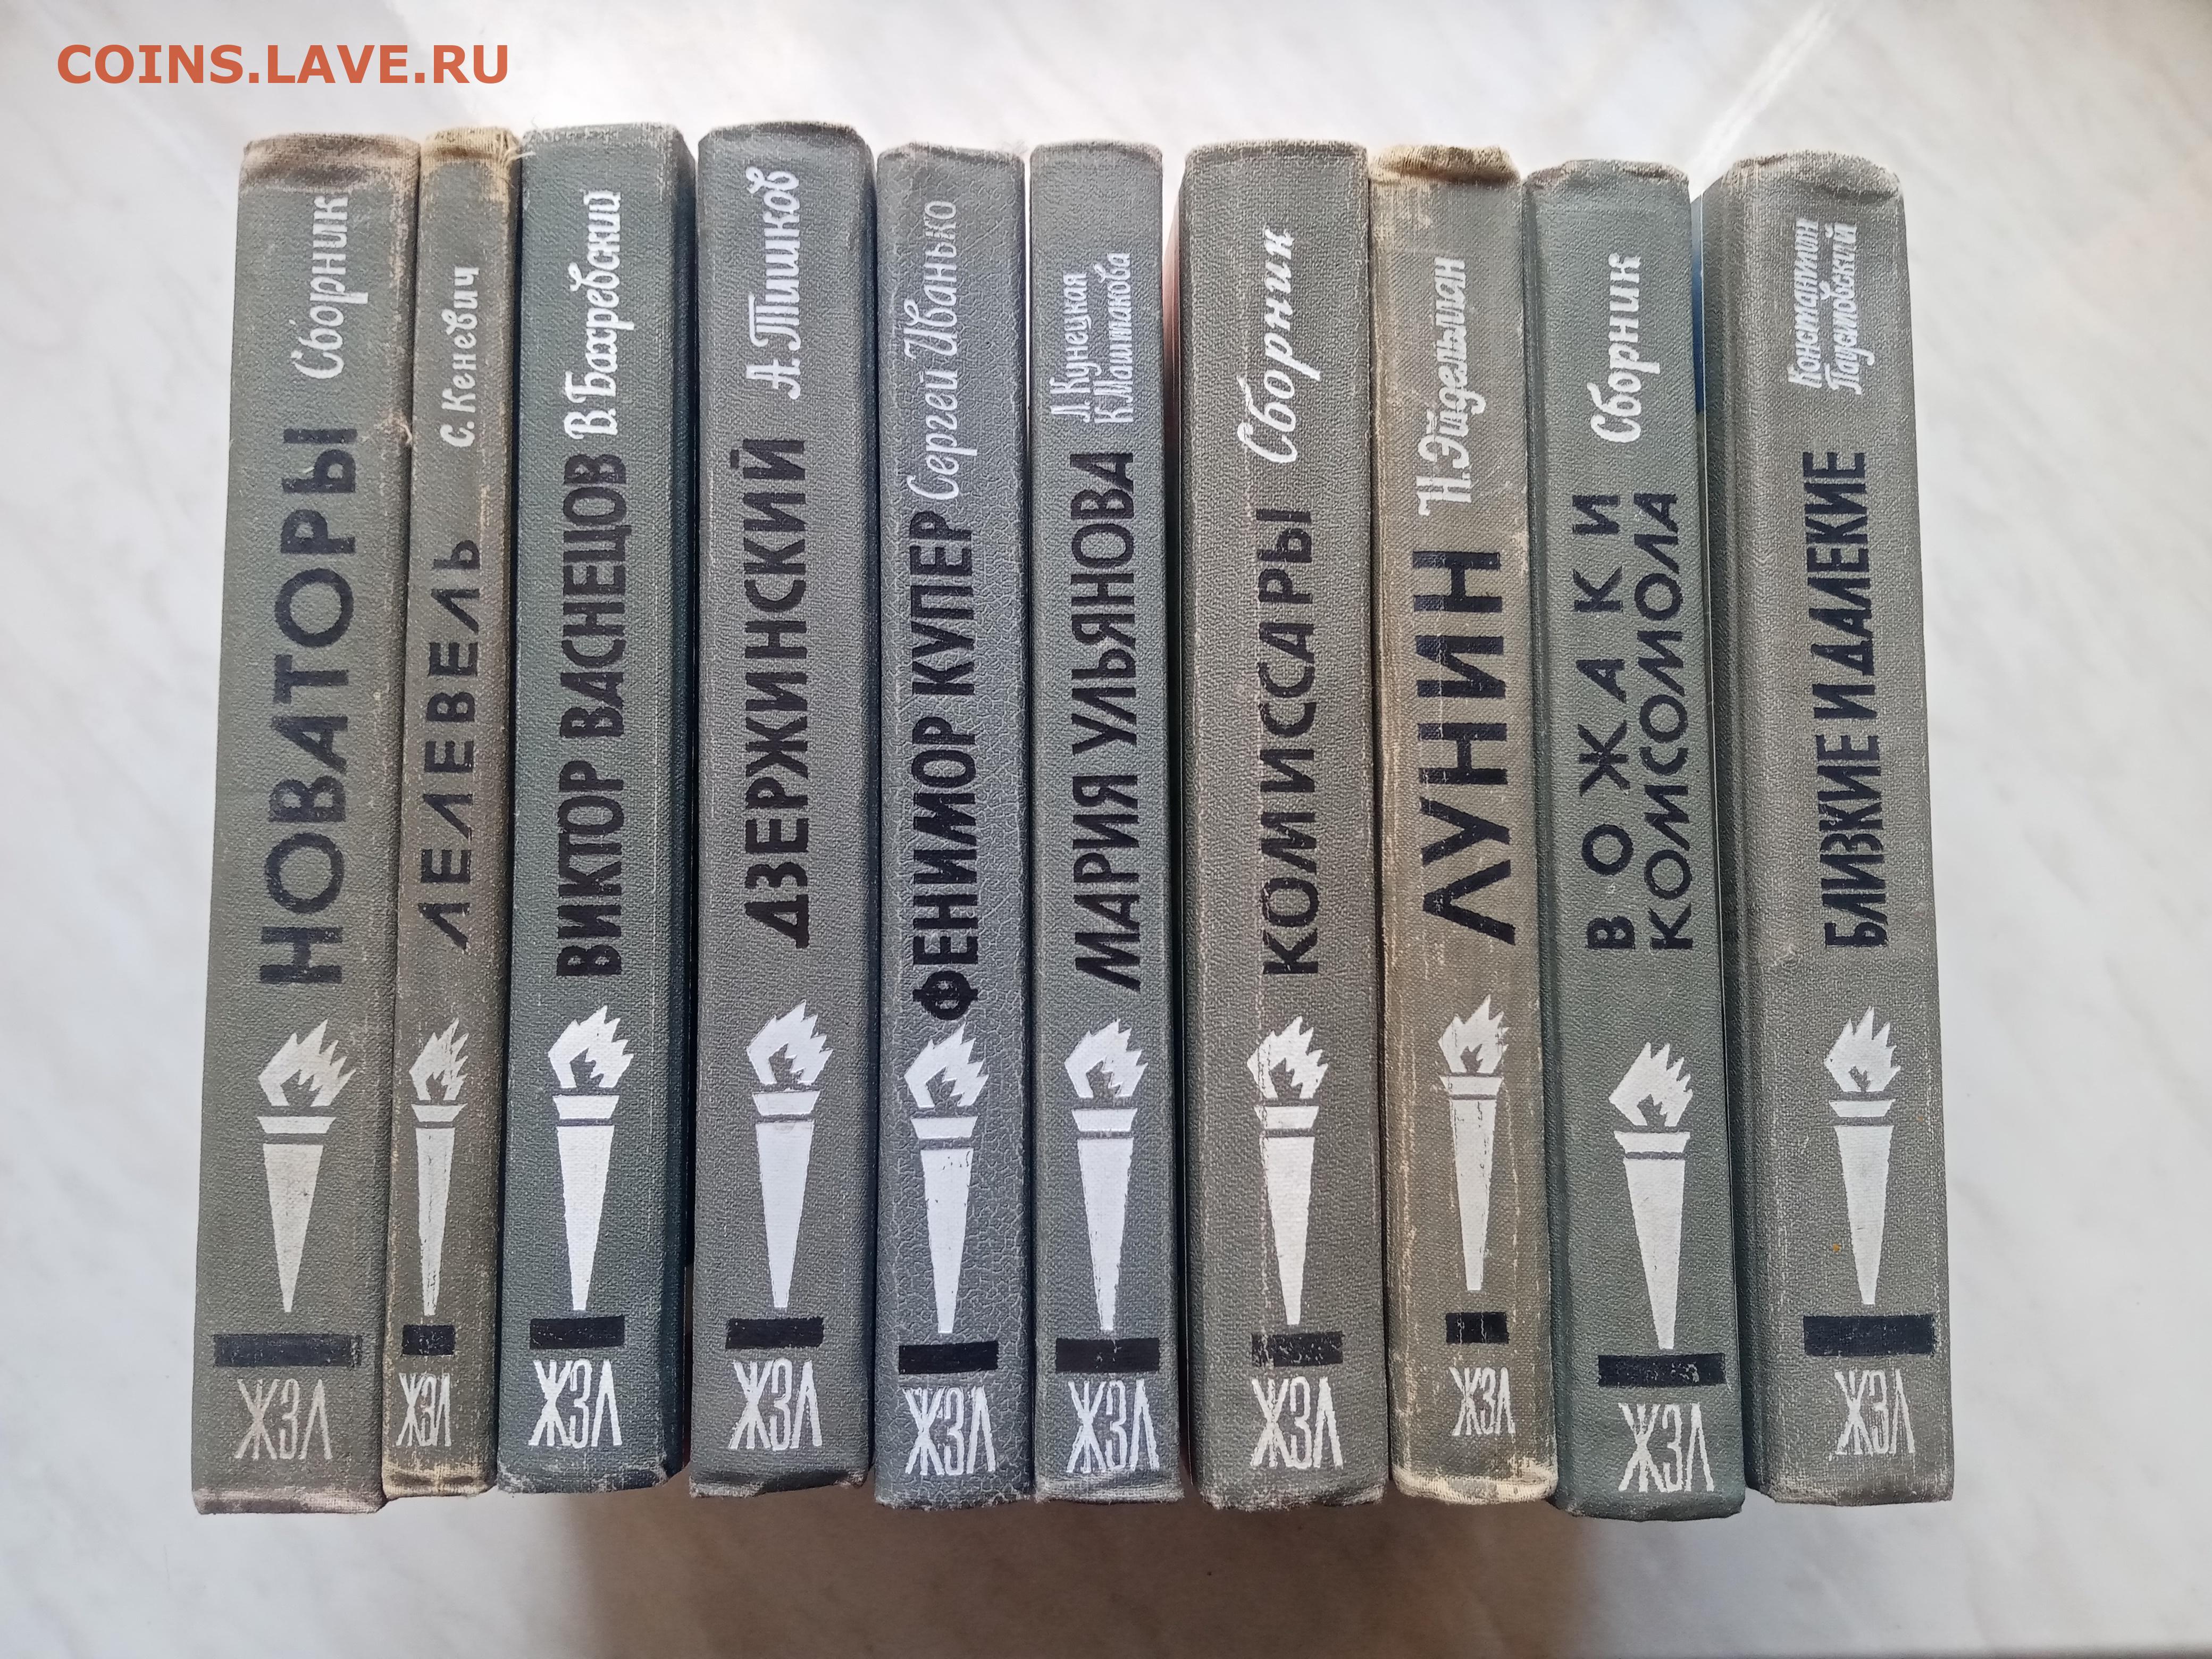 COINS.LAVE.RU
НОВАТОРЫ Сборник
ЖЗЛ
ЛЕЛЕВЕЛЬ С. Кеневич
ЖЗЛ
ВИКТОР ВАСНЕЦОВ В. Бахревский
ЖЗЛ
ДЗЕРЖИНСКИЙ А. Тишков
ЖЗЛ
ФЕНИМОР КУПЕР Сергей Иванько
ЖЗЛ
МАРИЯ УЛЬЯНОВА
Л. Кунецкая
К. Маштакова
ЖЗЛ
КОМИССАРЫ Сборник
ЖЗЛ
ЛУНИН Н. Эйдельман
ЖЗЛ
ВОЖАКИ
КОМСОМОЛА
Сборник
ЖЗЛ
БЛИЗКИЕ И ДАЛЕКИЕ
Константин
Паустовский
ЖЗЛ